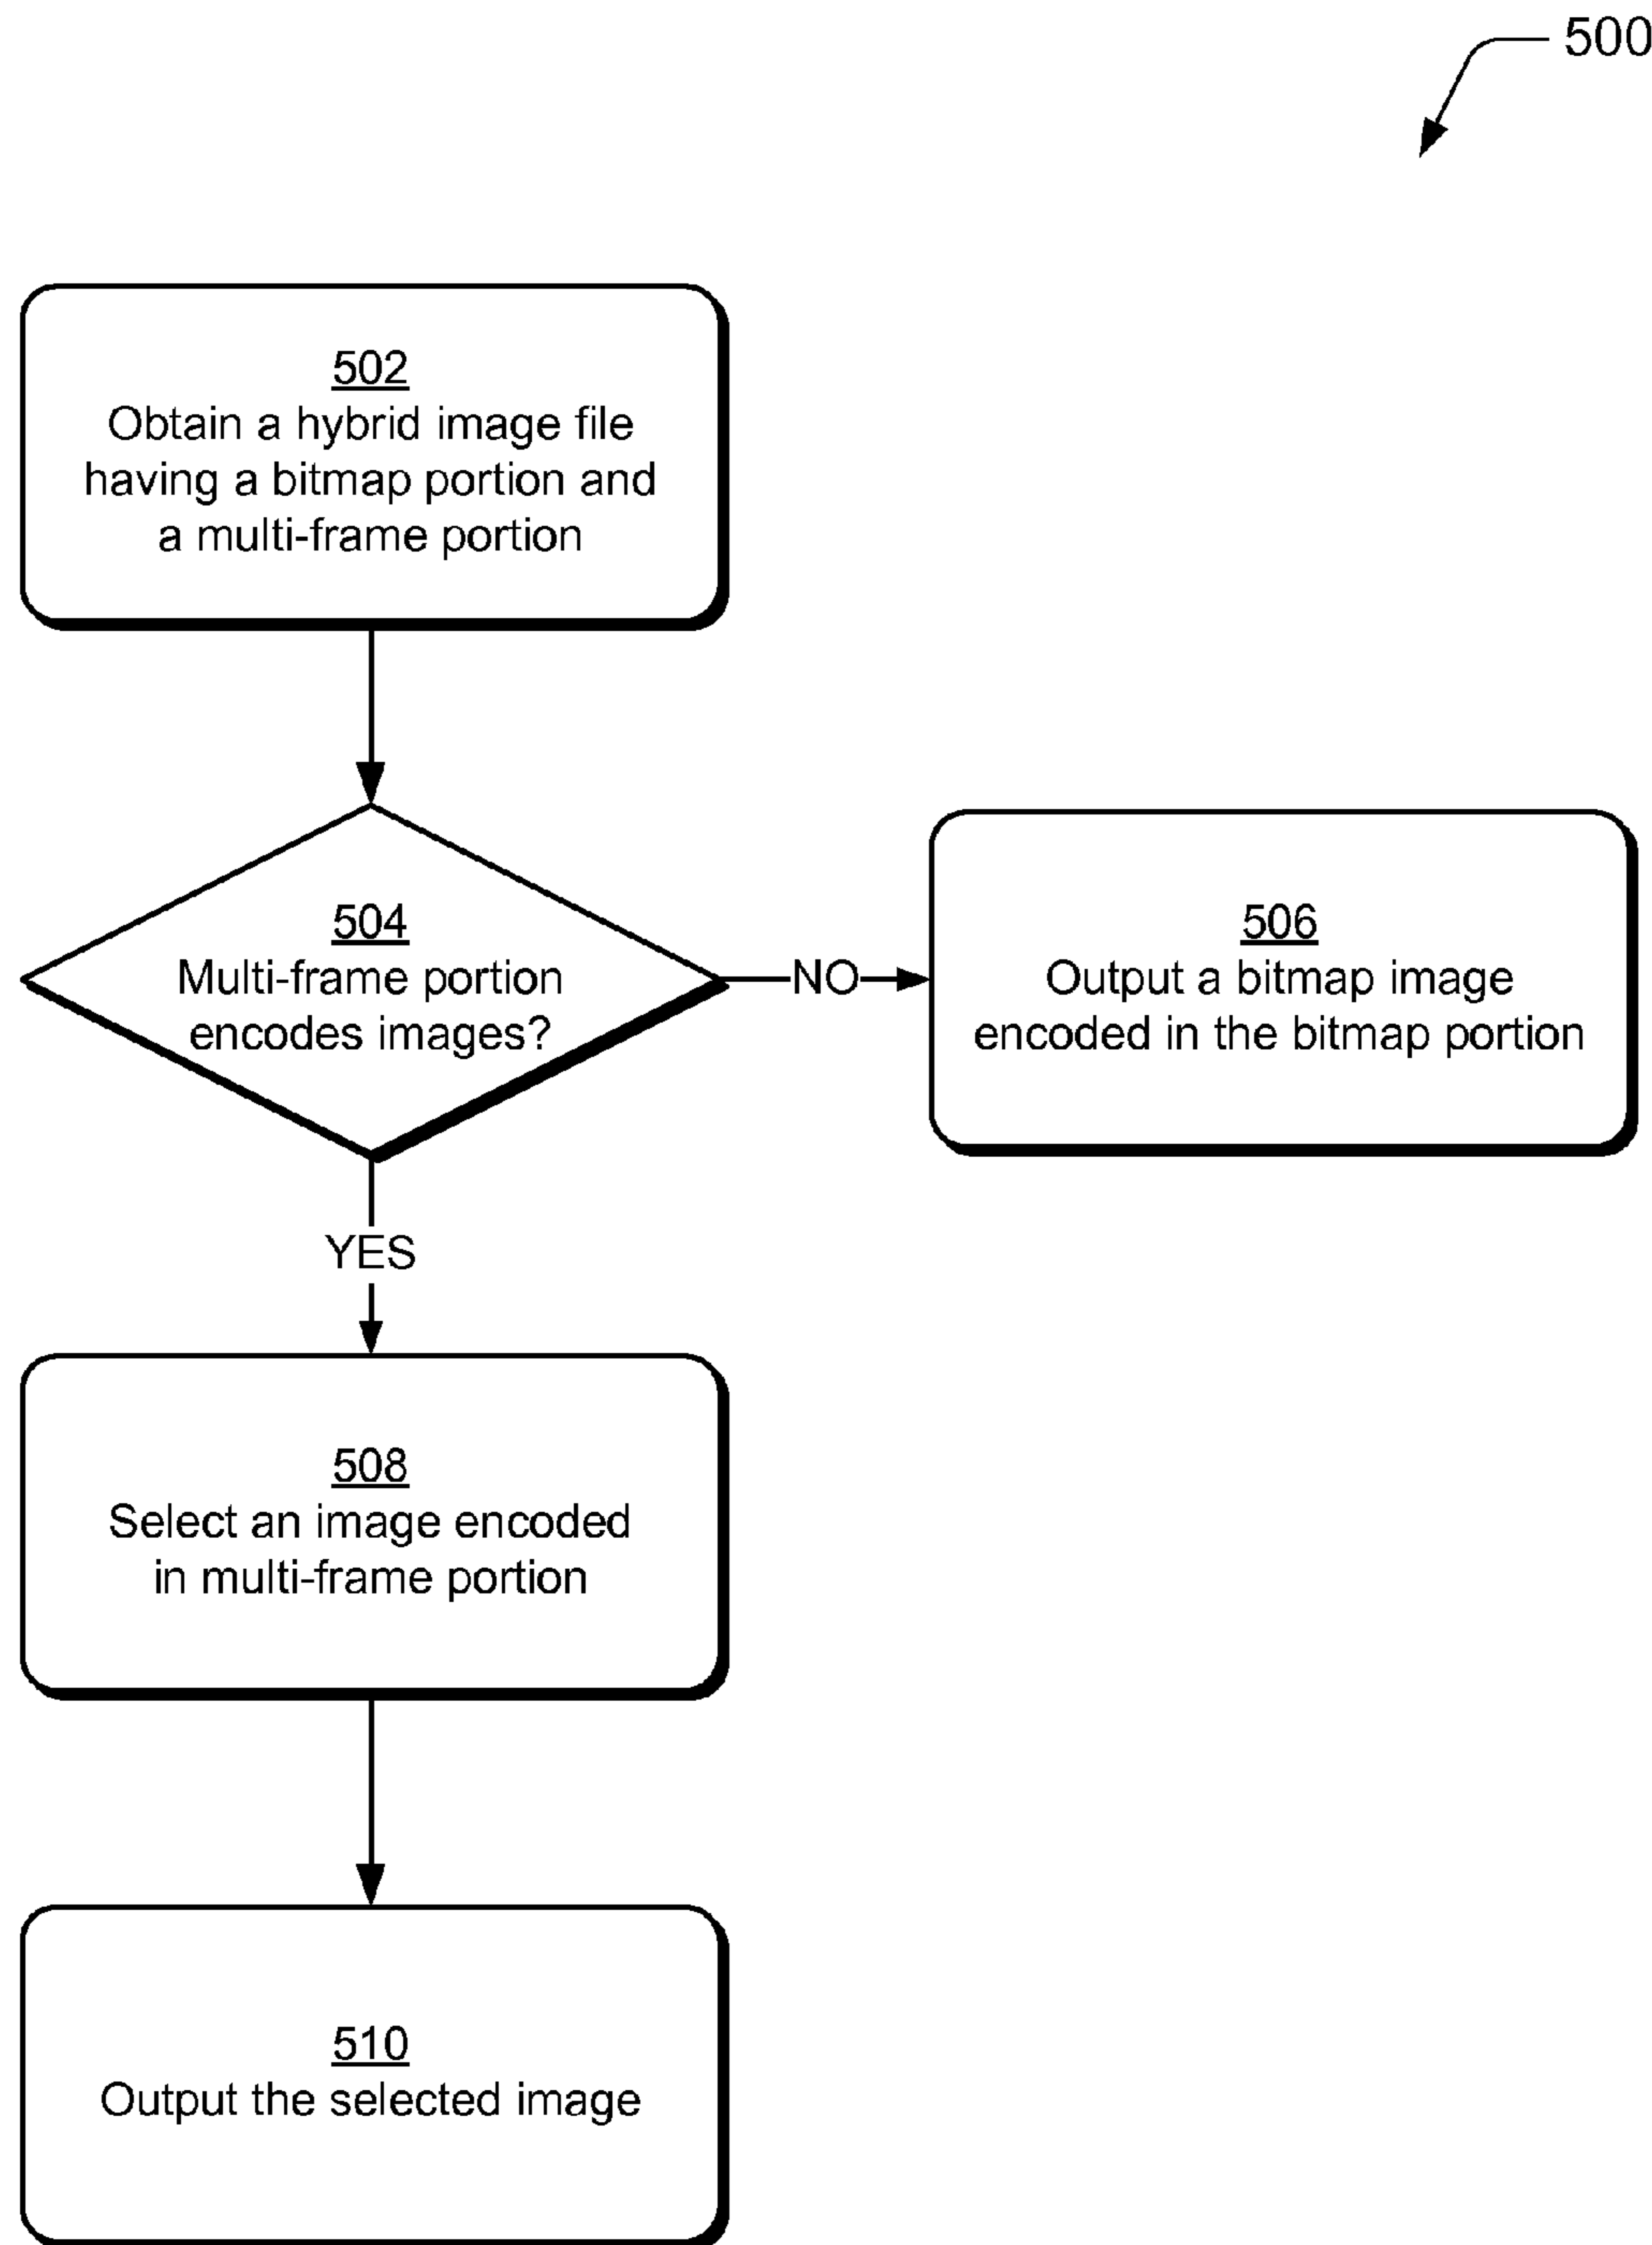 500
502
Obtain a hybrid image file
having a bitmap portion and
a multi-frame portion
504
Multi-frame portion
encodes images?
NO
506
Output a bitmap image
encoded in the bitmap portion
YES
508
Select an image encoded
in multi-frame portion
510
Output the selected image